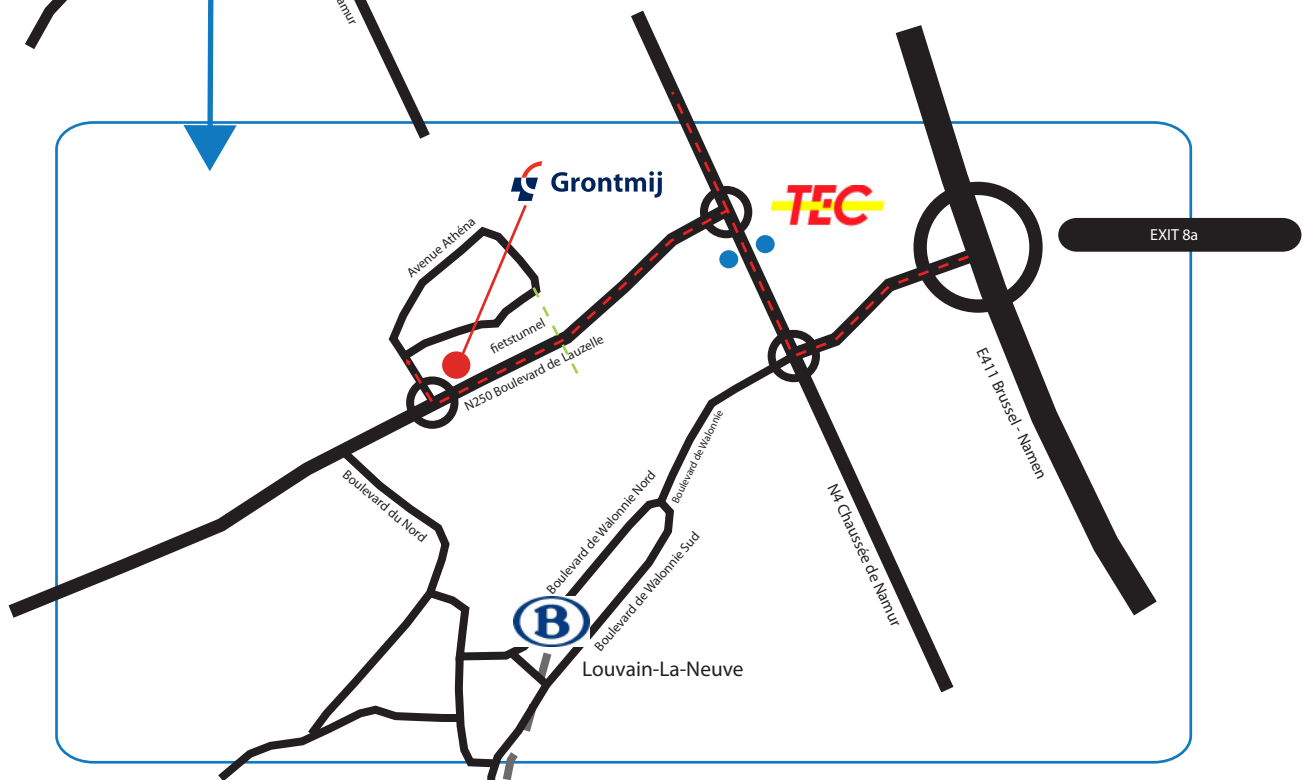 amur
Grontmij
TEC
EXIT 8a
Avenue Athéna
fietstunnel
N250 Boulevard de Lauzelle
E411 Brussel - Namen
Boulevard de Walonnie
Boulevard du Nord
Boulevard de Walonnie Nord
N4 Chaussée de Namur
Boulevard de Walonnie Sud
B
Louvain-La-Neuve